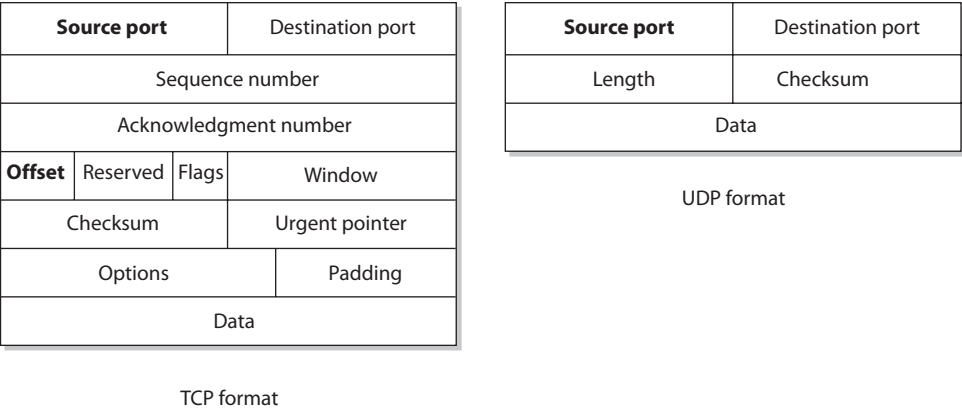 Source port Destination port
Sequence number
Acknowledgment number
Offset Reserved Flags Window
Checksum Urgent pointer
Options Padding
Data
TCP format
Source port Destination port
Length Checksum
Data
UDP format